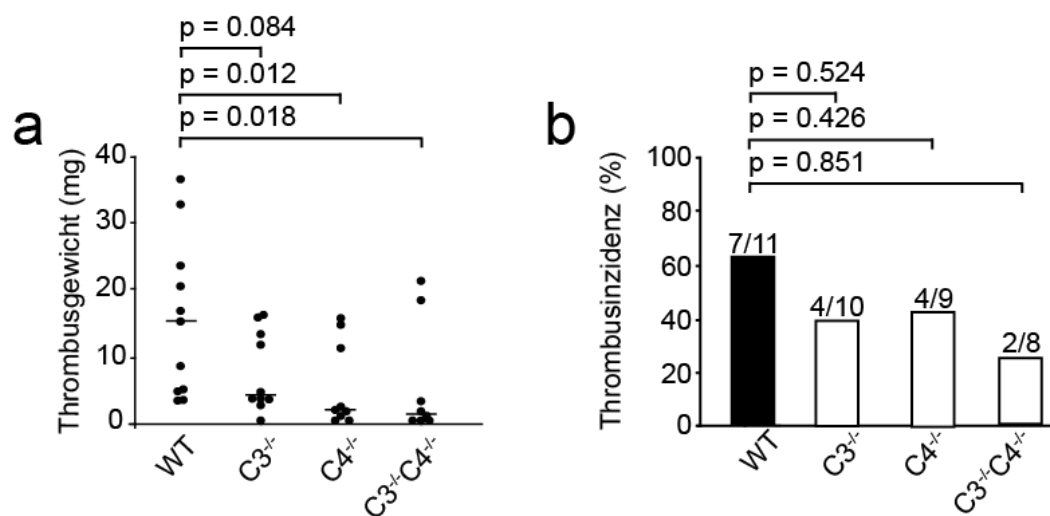 a
p = 0.084
p = 0.012
p = 0.018
Thrombusgewicht (mg)
40
30
20
10
0
WT
C3-/-
C4-/-
C3-/-C4-/-
b
p = 0.524
p = 0.426
p = 0.851
Thrombusinzidenz (%)
100
80
60
40
20
0
7/11
4/10
4/9
2/8
WT
C3-/-
C4-/-
C3-/-C4-/-